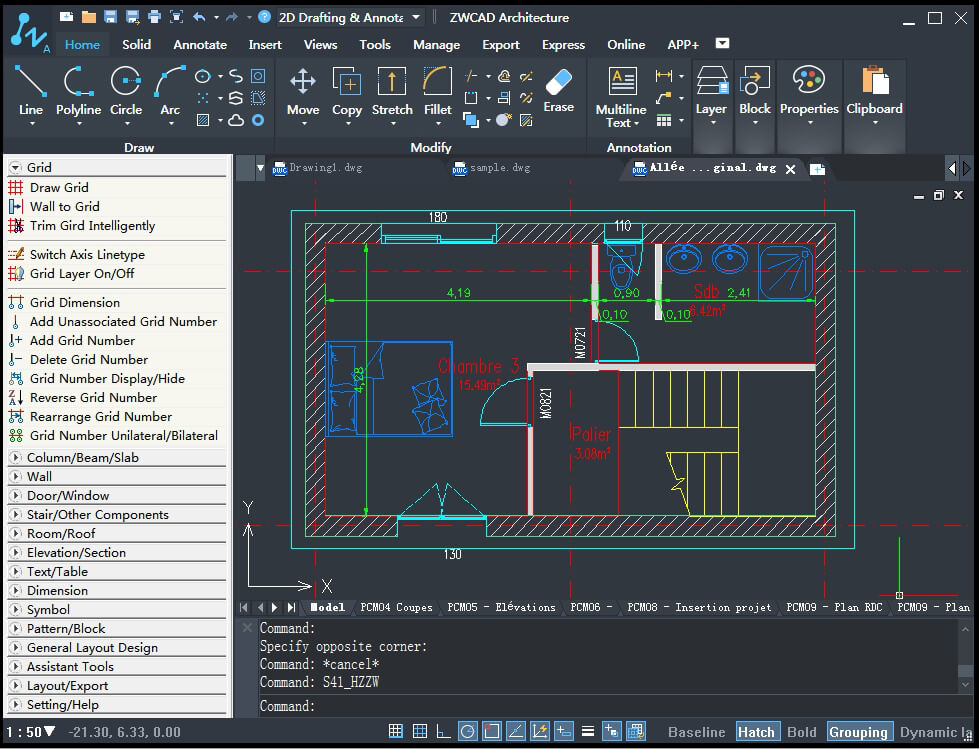 2D Drafting & Annota
ZWCAD Architecture
A
Home Solid Annotate Insert Views Tools Manage Export Express Online APP+
Line Polyline Circle Arc Move Copy Stretch Fillet Erase Multiline Text Layer Block Properties Clipboard
Draw Modify Annotation
Drawing1.dwg sample.dwg Allée ... ginal.dwg
Grid
Draw Grid
Wall to Grid
Trim Gird Intelligently
Switch Axis Linetype
Grid Layer On/Off
Grid Dimension
Add Unassociated Grid Number
Add Grid Number
Delete Grid Number
Grid Number Display/Hide
Reverse Grid Number
Rearrange Grid Number
Grid Number Unilateral/Bilateral
Column/Beam/Slab
Wall
Door/Window
Stair/Other Components
Room/Roof
Elevation/Section
Text/Table
Dimension
Symbol
Pattern/Block
General Layout Design
Assistant Tools
Layout/Export
Setting/Help
180
110
4,19
0,90
Sdb
2,41
6.42m²
0,10
0,10
M0721
Chambre 3
15,49m²
4,28
M0821
Palier
3.08m²
130
Y
X
Model PCM04 Coupes PCM05 - Elévations PCM06 - PCM08 - Insertion projet PCM09 - Plan RDC PCM09 - Plan
Command:
Specify opposite corner:
Command: *cancel*
Command: S41_HZZW
Command:
1 : 50 -21.30, 6.33, 0.00 Baseline Hatch Bold Grouping Dynamic